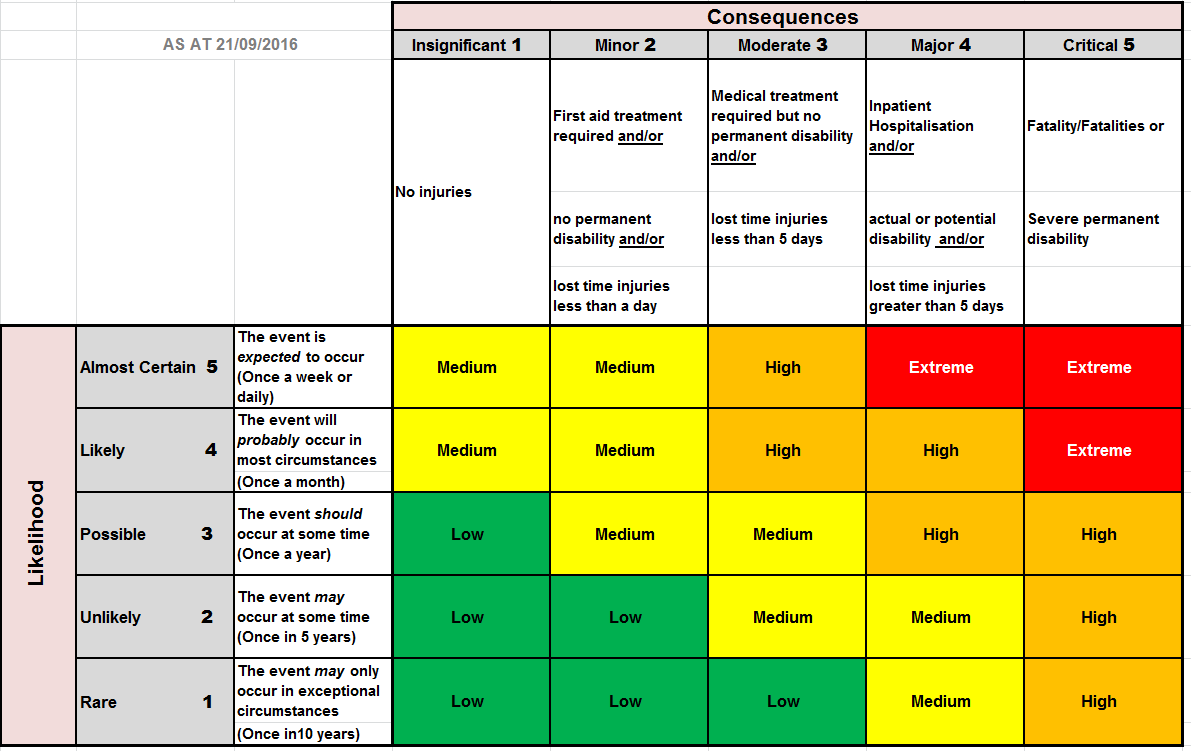 Consequences
AS AT 21/09/2016
Insignificant 1
Minor 2
Moderate 3
Major 4
Critical 5
No injuries
First aid treatment
required and/or
no permanent
disability and/or
lost time injuries
less than a day
Medical treatment
required but no
permanent disability
and/or
lost time injuries
less than 5 days
Inpatient
Hospitalisation
and/or
actual or potential
disability and/or
lost time injuries
greater than 5 days
Fatality/Fatalities or
Severe permanent
disability
Likelihood
Almost Certain 5
The event is
expected to occur
(Once a week or
daily)
Medium
Medium
High
Extreme
Extreme
Likely 4
The event will
probably occur in
most circumstances
(Once a month)
Medium
Medium
High
High
Extreme
Possible 3
The event should
occur at some time
(Once a year)
Low
Medium
Medium
High
High
Unlikely 2
The event may
occur at some time
(Once in 5 years)
Low
Low
Medium
Medium
High
Rare 1
The event may only
occur in exceptional
circumstances
(Once in10 years)
Low
Low
Low
Medium
High